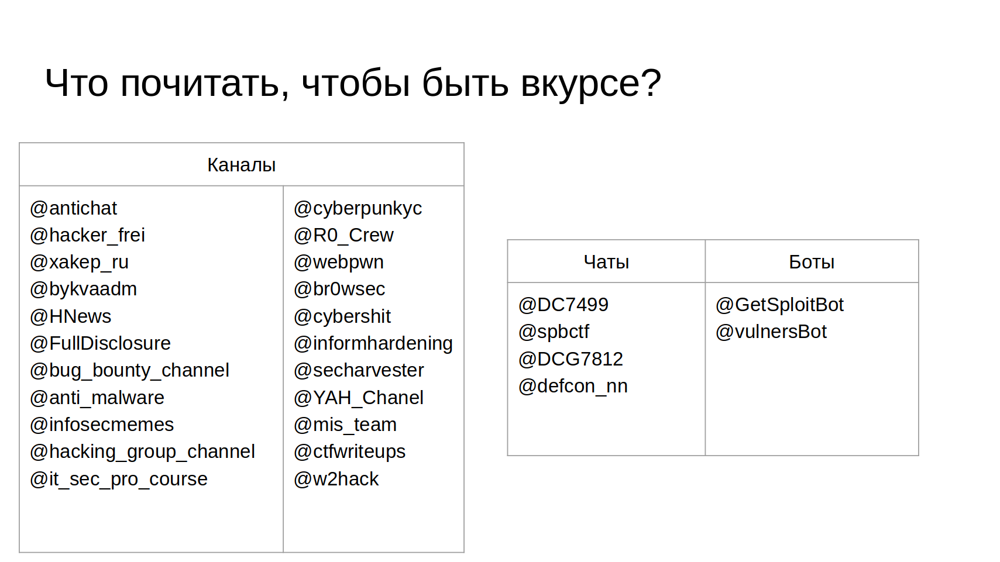 Что почитать, чтобы быть вкурсе?
Каналы
@antichat
@hacker_frei
@xakep_ru
@bykvaadm
@HNews
@FullDisclosure
@bug_bounty_channel
@anti_malware
@infosecmemes
@hacking_group_channel
@it_sec_pro_course
@cyberpunkyc
@R0_Crew
@webpwn
@br0wsec
@cybershit
@informhardening
@secharvester
@YAH_Chanel
@mis_team
@ctfwriteups
@w2hack
Чаты
@DC7499
@spbctf
@DCG7812
@defcon_nn
Боты
@GetSploitBot
@vulnersBot